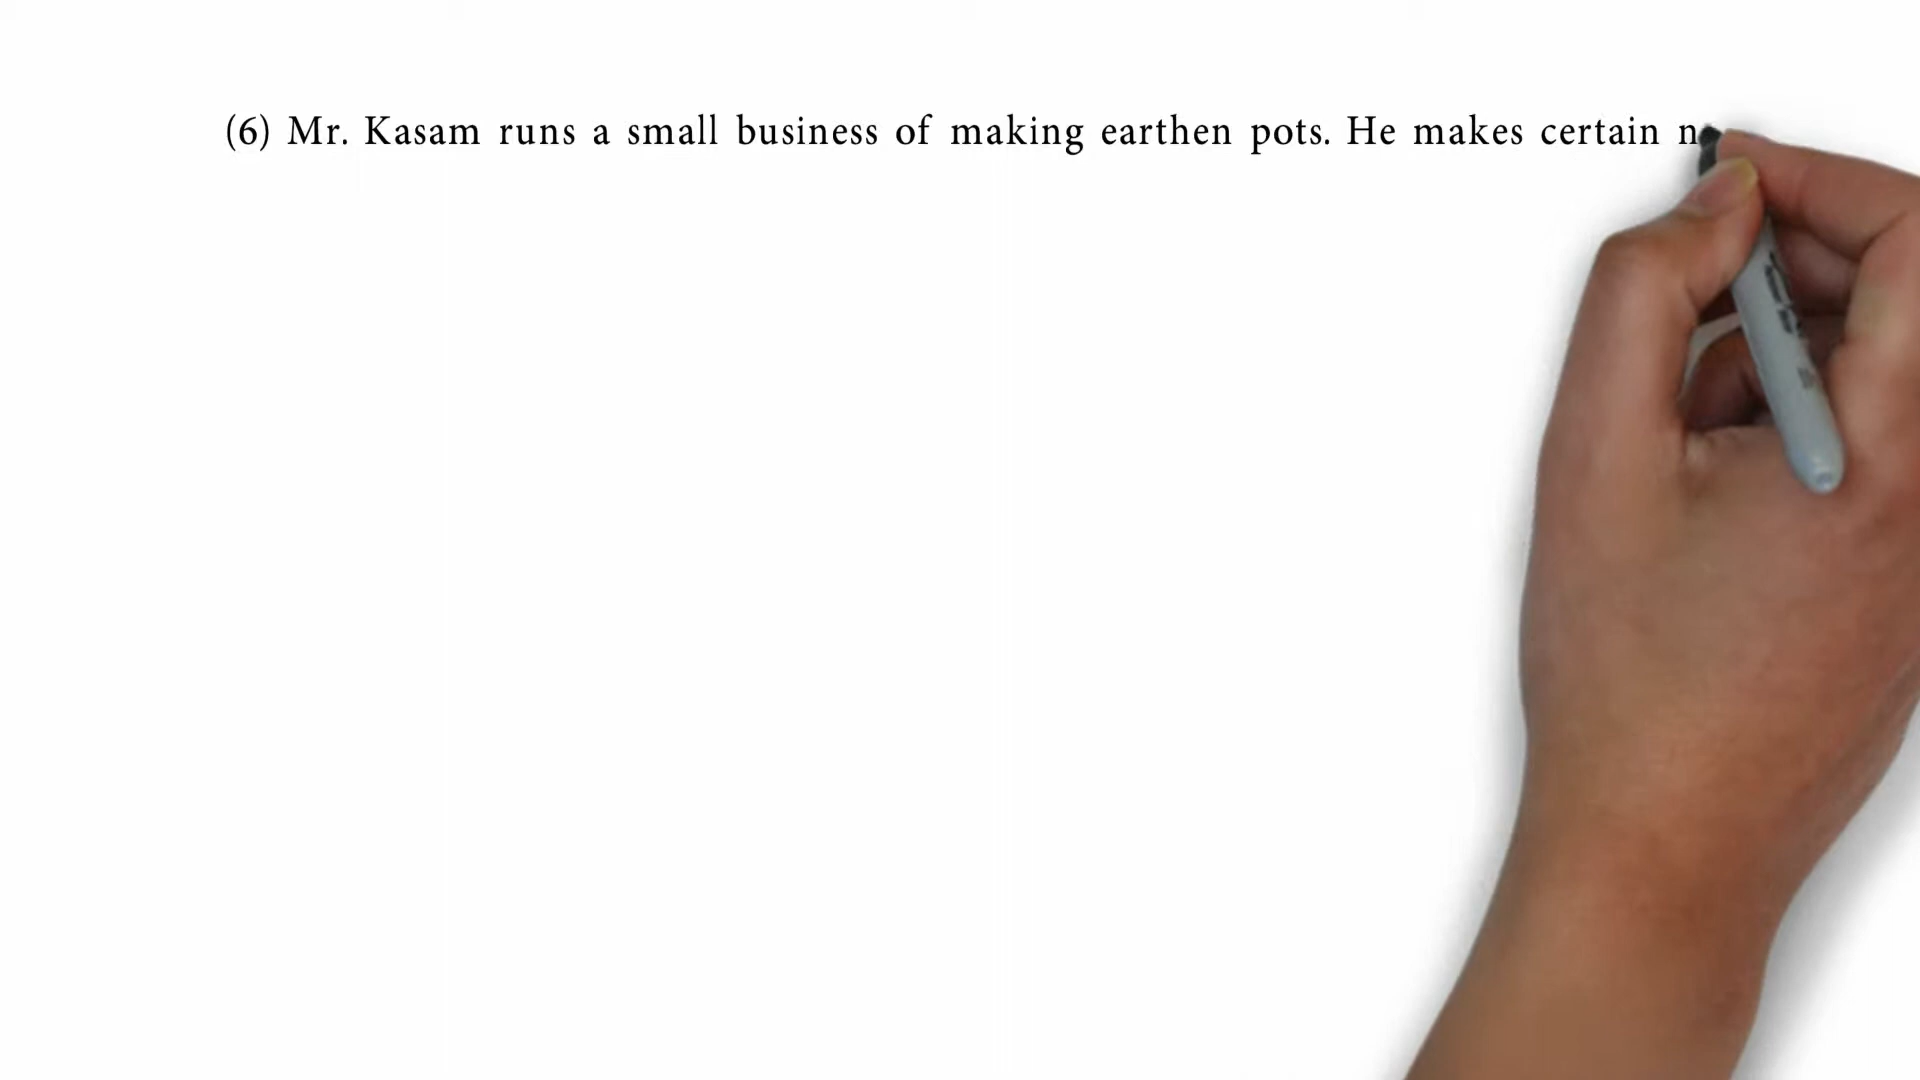 (6) Mr. Kasam runs a small business of making earthen pots. He makes certain